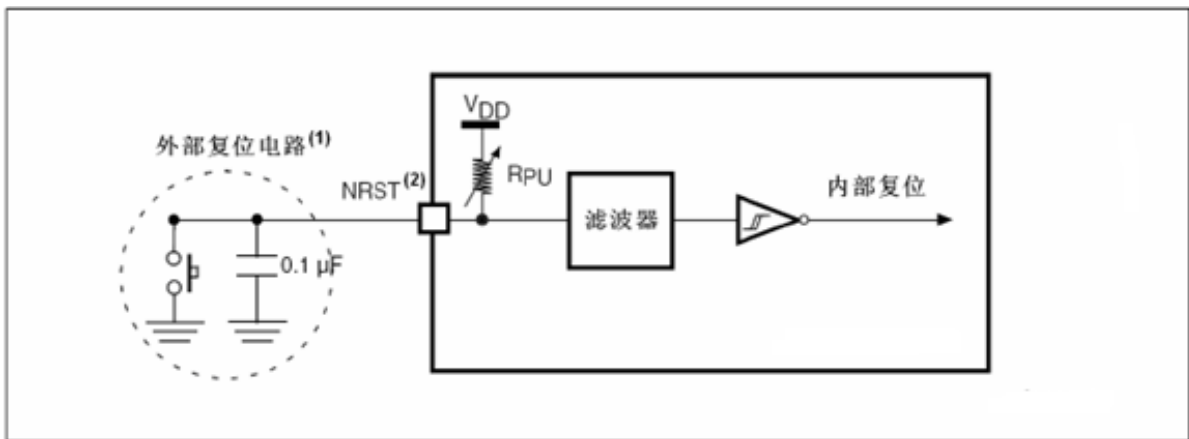 外部复位电路(1)
VDD
NRST(2)
RPU
0.1 μF
滤波器
内部复位